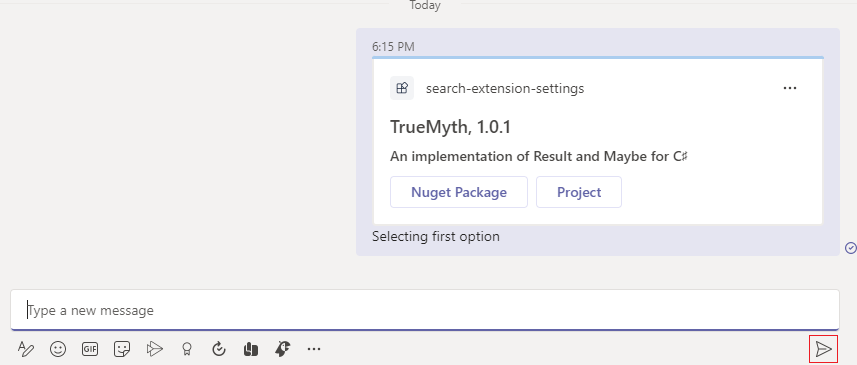 Today
6:15 PM
search-extension-settings
TrueMyth, 1.0.1
An implementation of Result and Maybe for C♯
Nuget Package
Project
Selecting first option
Type a new message
GIF